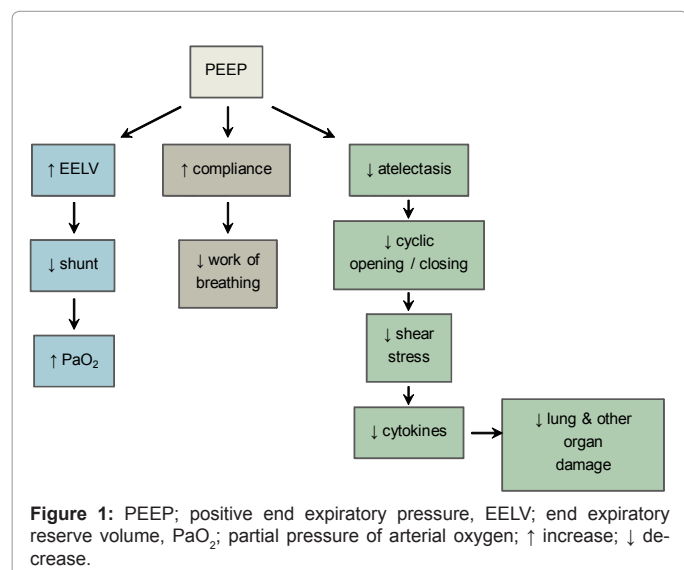 PEEP
↑ EELV
↑ compliance
↓ atelectasis
↓ shunt
↓ work of
breathing
↓ cyclic
opening / closing
↑ PaO₂
↓ shear
stress
↓ cytokines
↓ lung & other
organ
damage
Figure 1: PEEP; positive end expiratory pressure, EELV; end expiratory
reserve volume, PaO₂; partial pressure of arterial oxygen; ↑ increase; ↓ de-
crease.